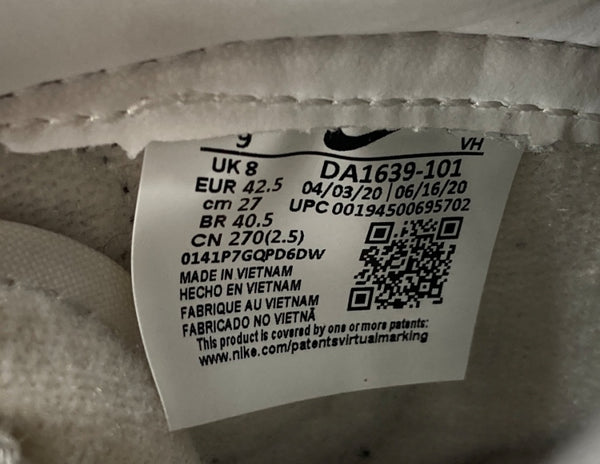 9 VH
UK 8 DA1639-101
EUR 42.5 04/03/20 | 06/16/20
cm 27 UPC 00194500695702
BR 40.5
CN 270(2.5)
0141P7GQPD6DW
MADE IN VIETNAM
HECHO EN VIETNAM
FABRIQUE AU VIETNAM
FABRICADO NO VIETNÃ
This product is covered by one or more patents:
www.nike.com/patentsvirtualmarking